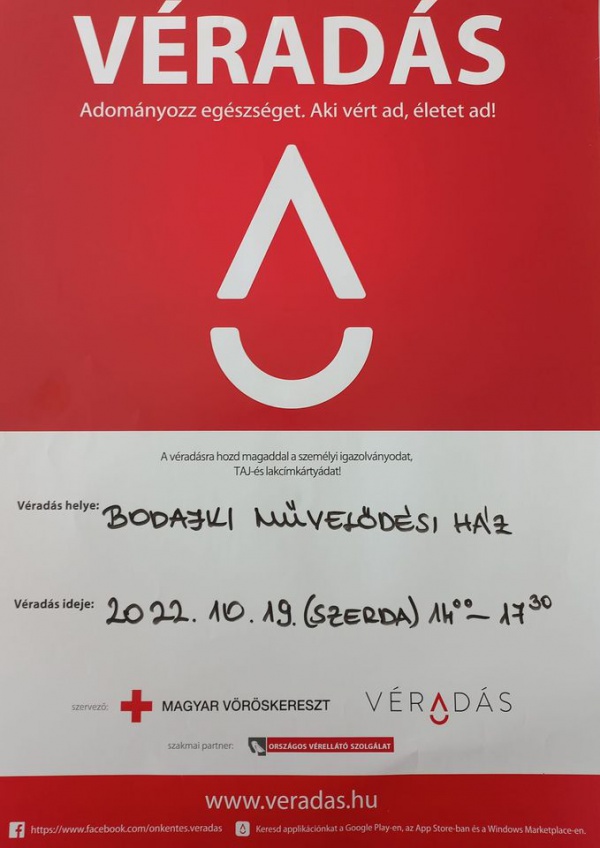 VÉRADÁS
Adományozz egészséget. Aki vért ad, életet ad!
A véradásra hozd magaddal a személyi igazolványodat,
TAJ-és lakcímkártyádat!
Véradás helye: BODAJKI MŰVELŐDÉSI HÁZ
Véradás ideje: 2022. 10. 19. (SZERDA) 14⁰⁰ – 17³⁰
szervező: MAGYAR VÖRÖSKERESZT VÉRADÁS
szakmai partner: ORSZÁGOS VÉRELLÁTÓ SZOLGÁLAT
www.veradas.hu
https://www.facebook.com/onkentes.veradas Keresd applikációnkat a Google Play-en, az App Store-ban és a Windows Marketplace-en.